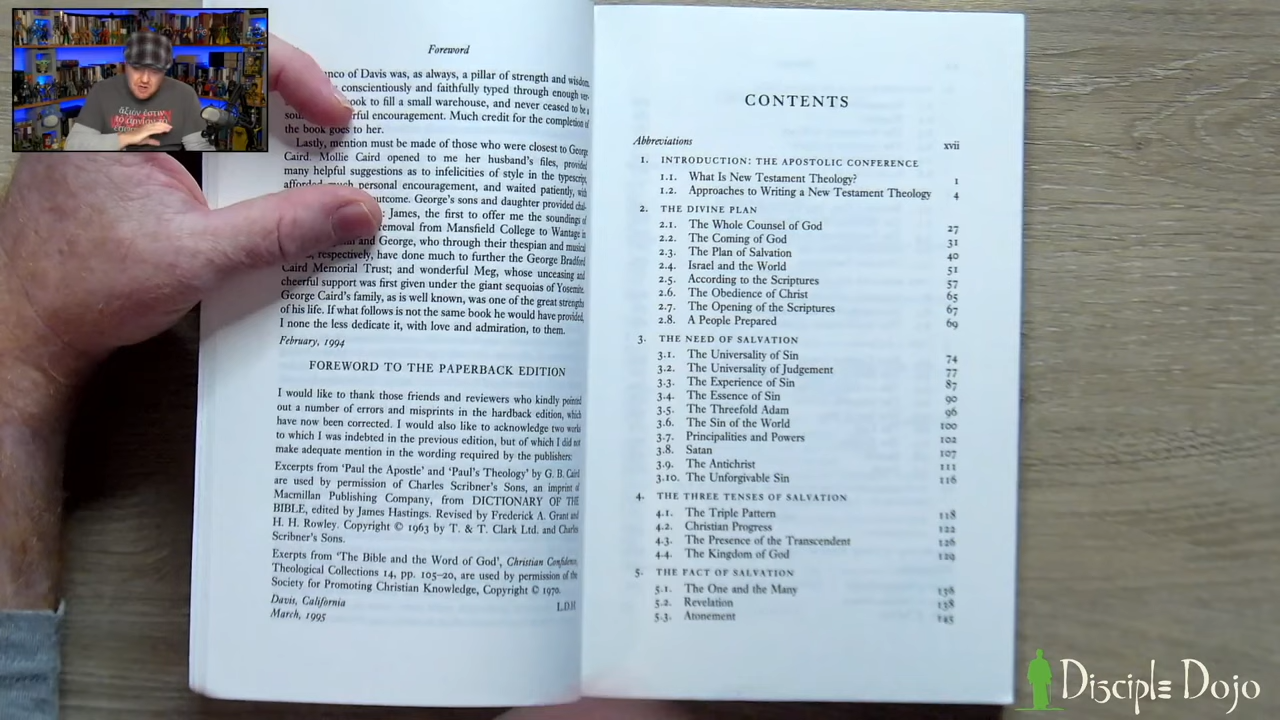 Foreword
of Davis was, as always, a pillar of strength and wisdom,
conscientiously and faithfully typed through enough
to fill a small warehouse, and never ceased to be a
encouragement. Much credit for the completion of
the book goes to her.
Lastly, mention must be made of those who were closest to George
Caird. Mollie Caird opened to me her husband's files, provided
many helpful suggestions as to infelicities of style in the typescript,
afforded much personal encouragement, and waited patiently, with
outcome. George's sons and daughter provided
James, the first to offer me the soundings of
removal from Mansfield College to Wantage
and George, who through their thespian and musical
respectively, have done much to further the George Bradford
Caird Memorial Trust; and wonderful Meg, whose unceasing and
cheerful support was first given under the giant sequoias of Yosemite.
George Caird's family, as is well known, was one of the great strengths
of his life. If what follows is not the same book he would have provided,
I none the less dedicate it, with love and admiration, to them.
February, 1994
FOREWORD TO THE PAPERBACK EDITION
I would like to thank those friends and reviewers who kindly pointed
out a number of errors and misprints in the hardback edition, which
have now been corrected. I would also like to acknowledge two works
to which I was indebted in the previous edition, but of which I did not
make adequate mention in the wording required by the publishers:
Excerpts from 'Paul the Apostle' and 'Paul's Theology' by G. B. Caird
are used by permission of Charles Scribner's Sons, an imprint of
Macmillan Publishing Company, from DICTIONARY OF THE
BIBLE, edited by James Hastings. Revised by Frederick A. Grant and
H. H. Rowley. Copyright © 1963 by T. & T. Clark Ltd. and Charles
Scribner's Sons.
Exerpts from 'The Bible and the Word of God', Christian Confidence,
Theological Collections 14, pp. 105–20, are used by permission of the
Society for Promoting Christian Knowledge, Copyright © 1970.
Davis, California L.D.H
March, 1995
CONTENTS
Abbreviations xvii
1. INTRODUCTION: THE APOSTOLIC CONFERENCE
1.1. What Is New Testament Theology? 1
1.2. Approaches to Writing a New Testament Theology 4
2. THE DIVINE PLAN
2.1. The Whole Counsel of God 27
2.2. The Coming of God 31
2.3. The Plan of Salvation 40
2.4. Israel and the World 51
2.5. According to the Scriptures 57
2.6. The Obedience of Christ 65
2.7. The Opening of the Scriptures 67
2.8. A People Prepared 69
3. THE NEED OF SALVATION
3.1. The Universality of Sin 74
3.2. The Universality of Judgement 77
3.3. The Experience of Sin 87
3.4. The Essence of Sin 90
3.5. The Threefold Adam 96
3.6. The Sin of the World 100
3.7. Principalities and Powers 102
3.8. Satan 107
3.9. The Antichrist 111
3.10. The Unforgivable Sin 116
4. THE THREE TENSES OF SALVATION
4.1. The Triple Pattern 118
4.2. Christian Progress 122
4.3. The Presence of the Transcendent 126
4.4. The Kingdom of God 129
5. THE FACT OF SALVATION
5.1. The One and the Many 136
5.2. Revelation 138
5.3. Atonement 145
Disciple Dojo